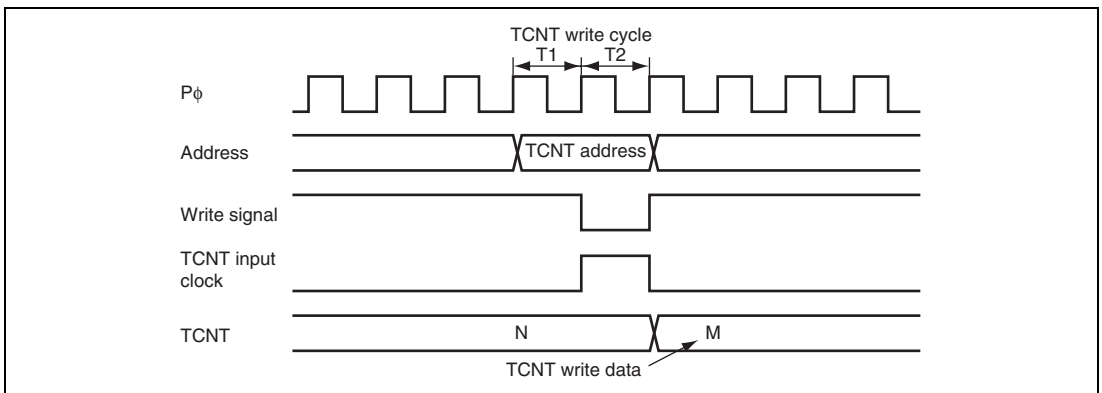 TCNT write cycle
T1 T2
Pφ
Address
TCNT address
Write signal
TCNT input
clock
TCNT
N
M
TCNT write data